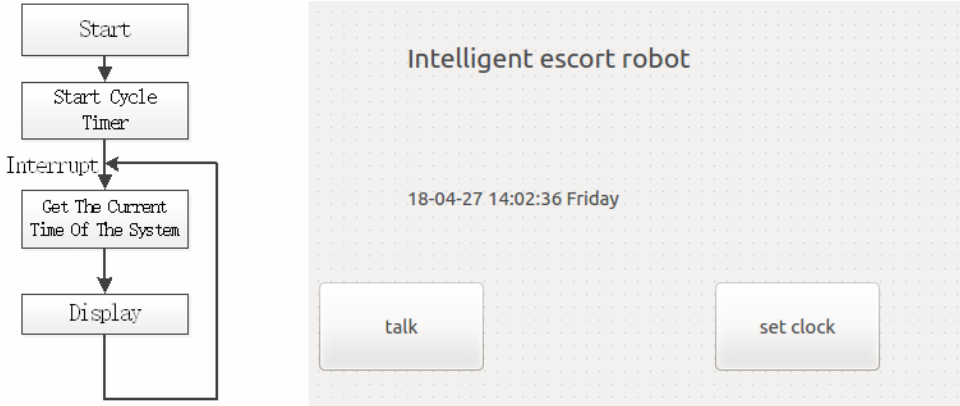 Start
Start Cycle
Timer
Interrupt
Get The Current
Time Of The System
Display
Intelligent escort robot
18-04-27 14:02:36 Friday
talk
set clock